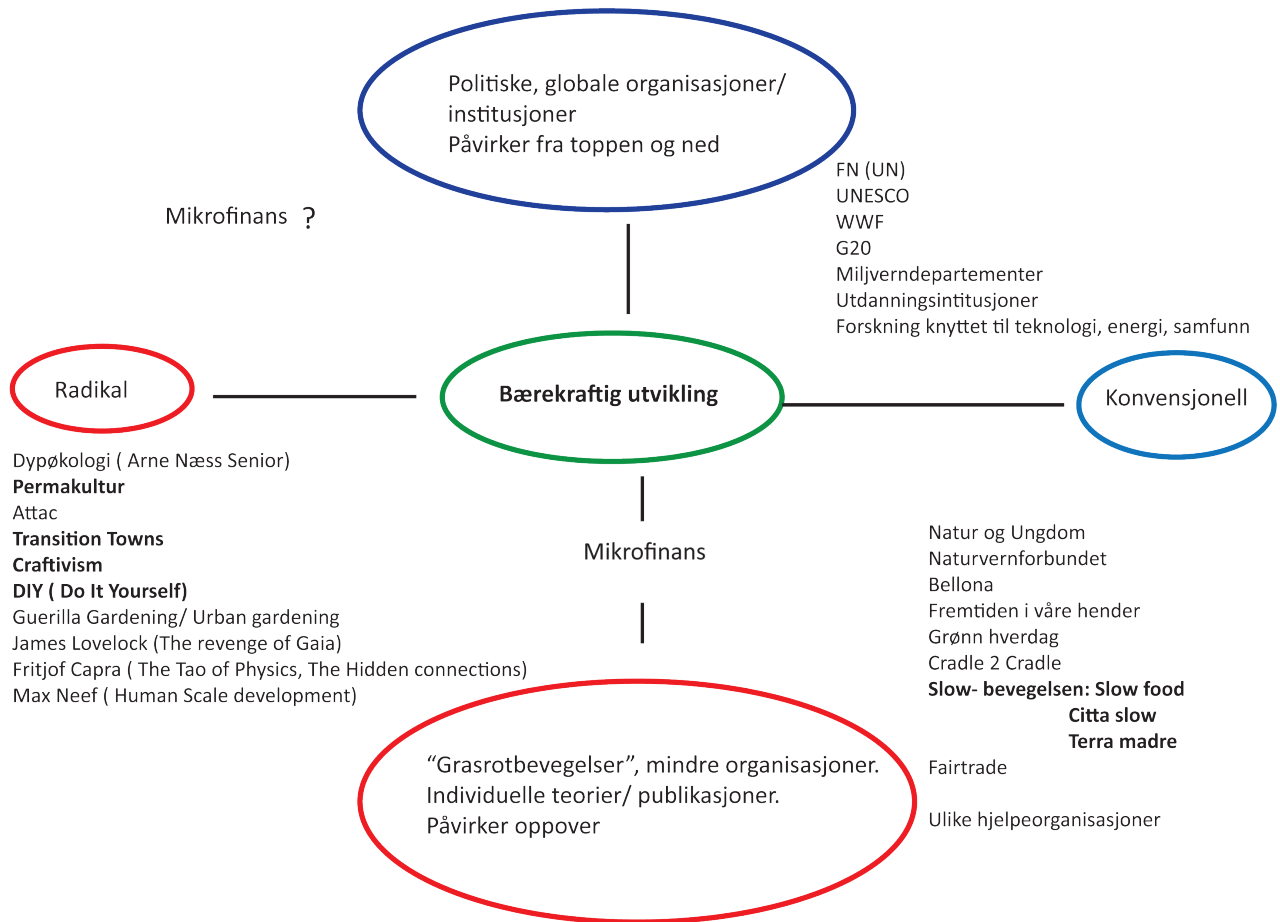 Politiske, globale organisasjoner/
institusjoner
Påvirker fra toppen og ned
Mikrofinans ?
FN (UN)
UNESCO
WWF
G20
Miljverndepartementer
Utdanningsintitusjoner
Forskning knyttet til teknologi, energi, samfunn
Radikal
Bærekraftig utvikling
Konvensjonell
Dypøkologi ( Arne Næss Senior)
Permakultur
Attac
Transition Towns
Craftivism
DIY ( Do It Yourself)
Guerilla Gardening/ Urban gardening
James Lovelock (The revenge of Gaia)
Fritjof Capra ( The Tao of Physics, The Hidden connections)
Max Neef ( Human Scale development)
Mikrofinans
Natur og Ungdom
Naturvernforbundet
Bellona
Fremtiden i våre hender
Grønn hverdag
Cradle 2 Cradle
Slow- bevegelsen: Slow food
Citta slow
Terra madre
Fairtrade
Ulike hjelpeorganisasjoner
“Grasrotbevegelser”, mindre organisasjoner.
Individuelle teorier/ publikasjoner.
Påvirker oppover